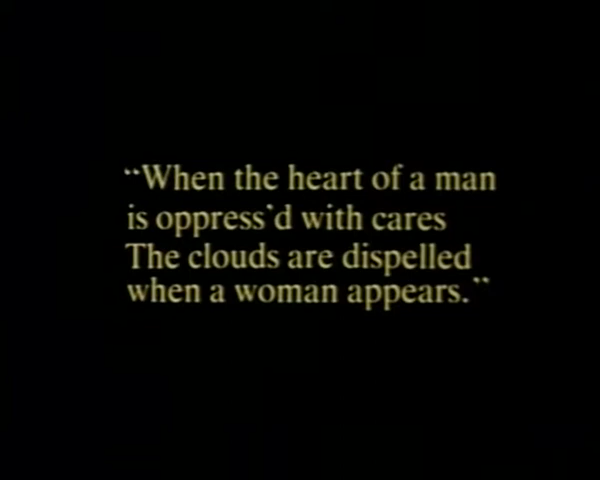 “When the heart of a man
is oppress'd with cares
The clouds are dispelled
when a woman appears.”